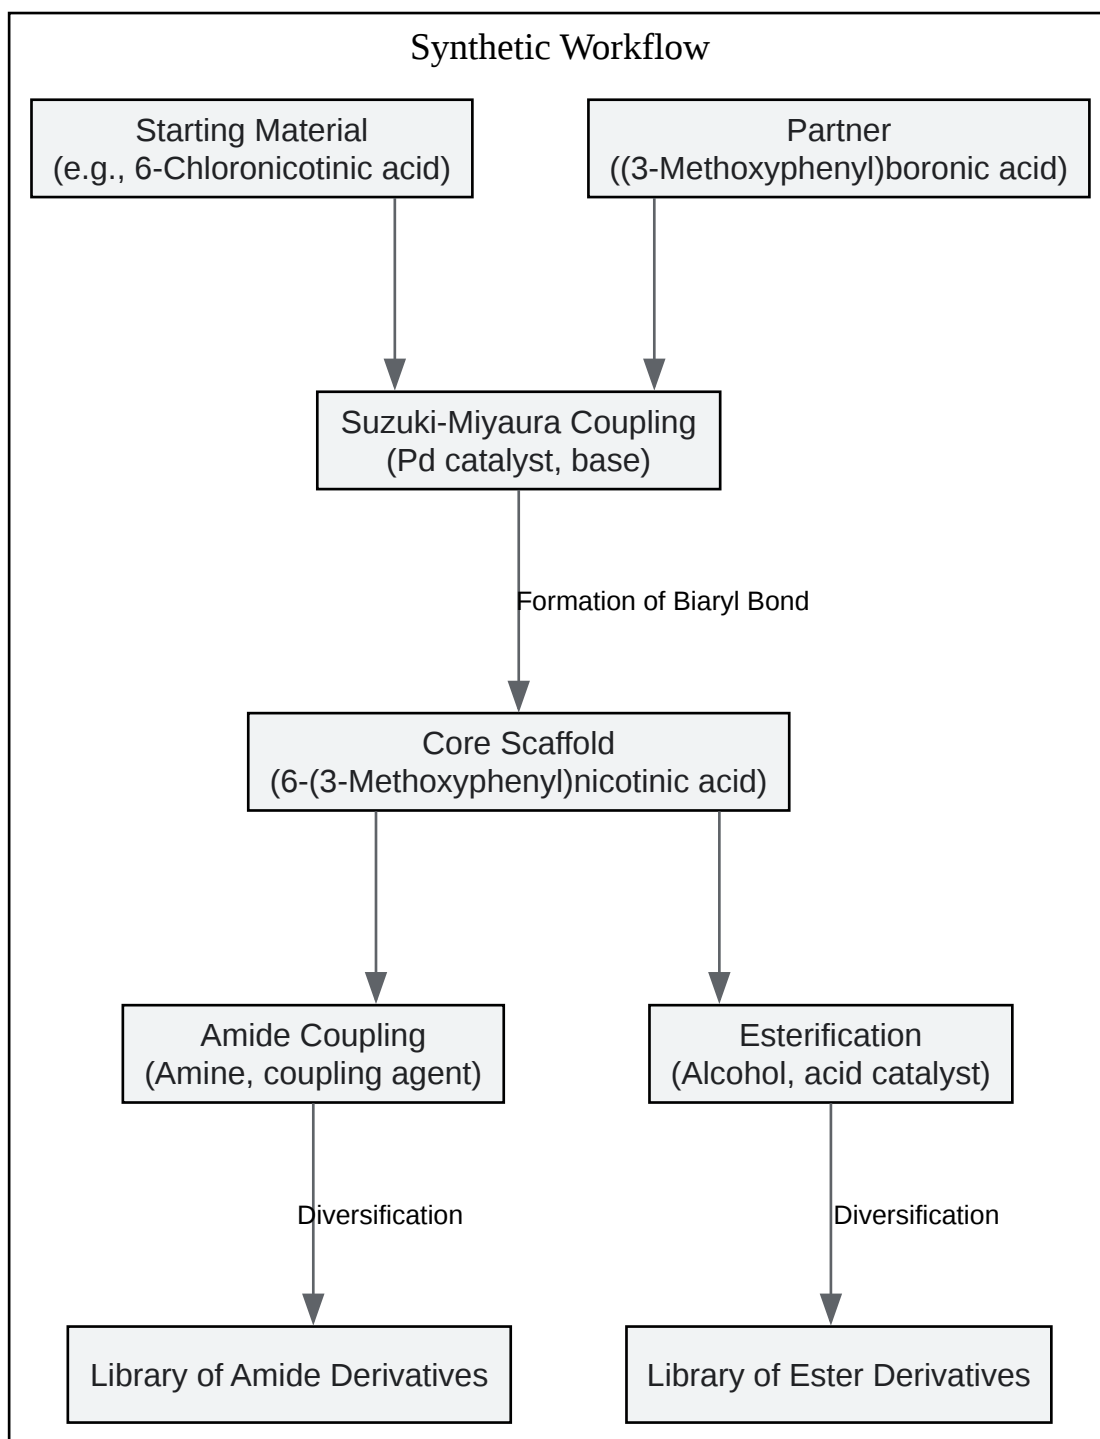 Synthetic Workflow
Starting Material
(e.g., 6-Chloronicotinic acid)
Partner
((3-Methoxyphenyl)boronic acid)
Suzuki-Miyaura Coupling
(Pd catalyst, base)
Formation of Biaryl Bond
Core Scaffold
(6-(3-Methoxyphenyl)nicotinic acid)
Amide Coupling
(Amine, coupling agent)
Esterification
(Alcohol, acid catalyst)
Diversification
Diversification
Library of Amide Derivatives
Library of Ester Derivatives